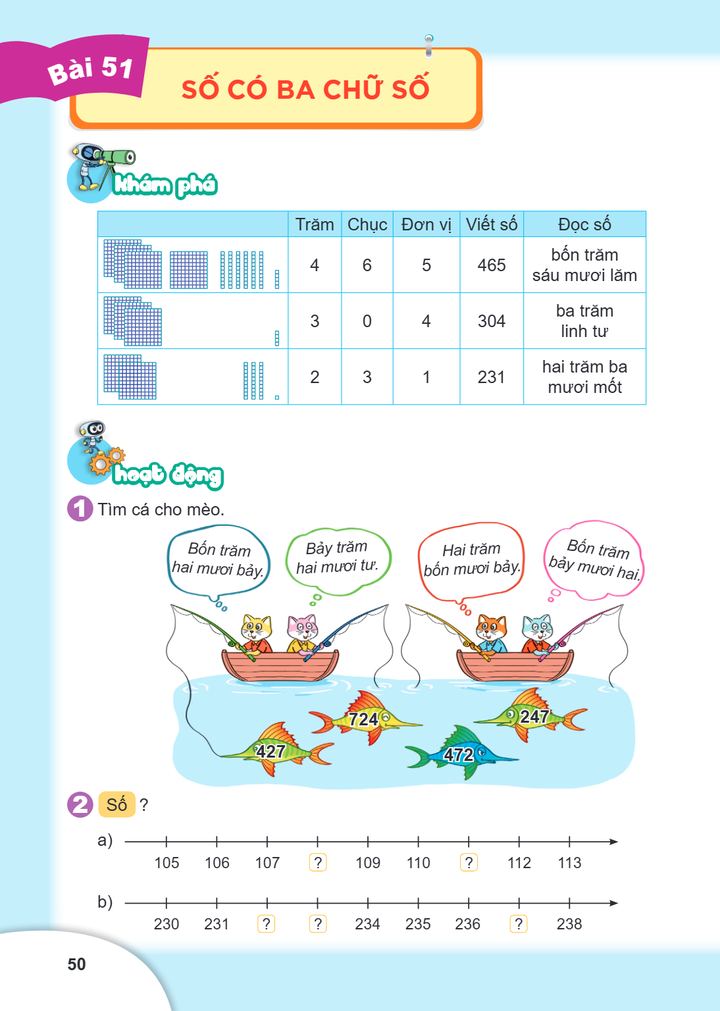 Bài 51
SỐ CÓ BA CHỮ SỐ
khám phá
Trăm Chục Đơn vị Viết số Đọc số
4 6 5 465 bốn trăm
sáu mươi lăm
3 0 4 304 ba trăm
linh tư
2 3 1 231 hai trăm ba
mươi mốt
hoạt động
1 Tìm cá cho mèo.
Bốn trăm
hai mươi bảy.
Bảy trăm
hai mươi tư.
Hai trăm
bốn mươi bảy.
Bốn trăm
bảy mươi hai.
724
247
427
472
2 Số ?
a)
105 106 107 ? 109 110 ? 112 113
b)
230 231 ? ? 234 235 236 ? 238
50